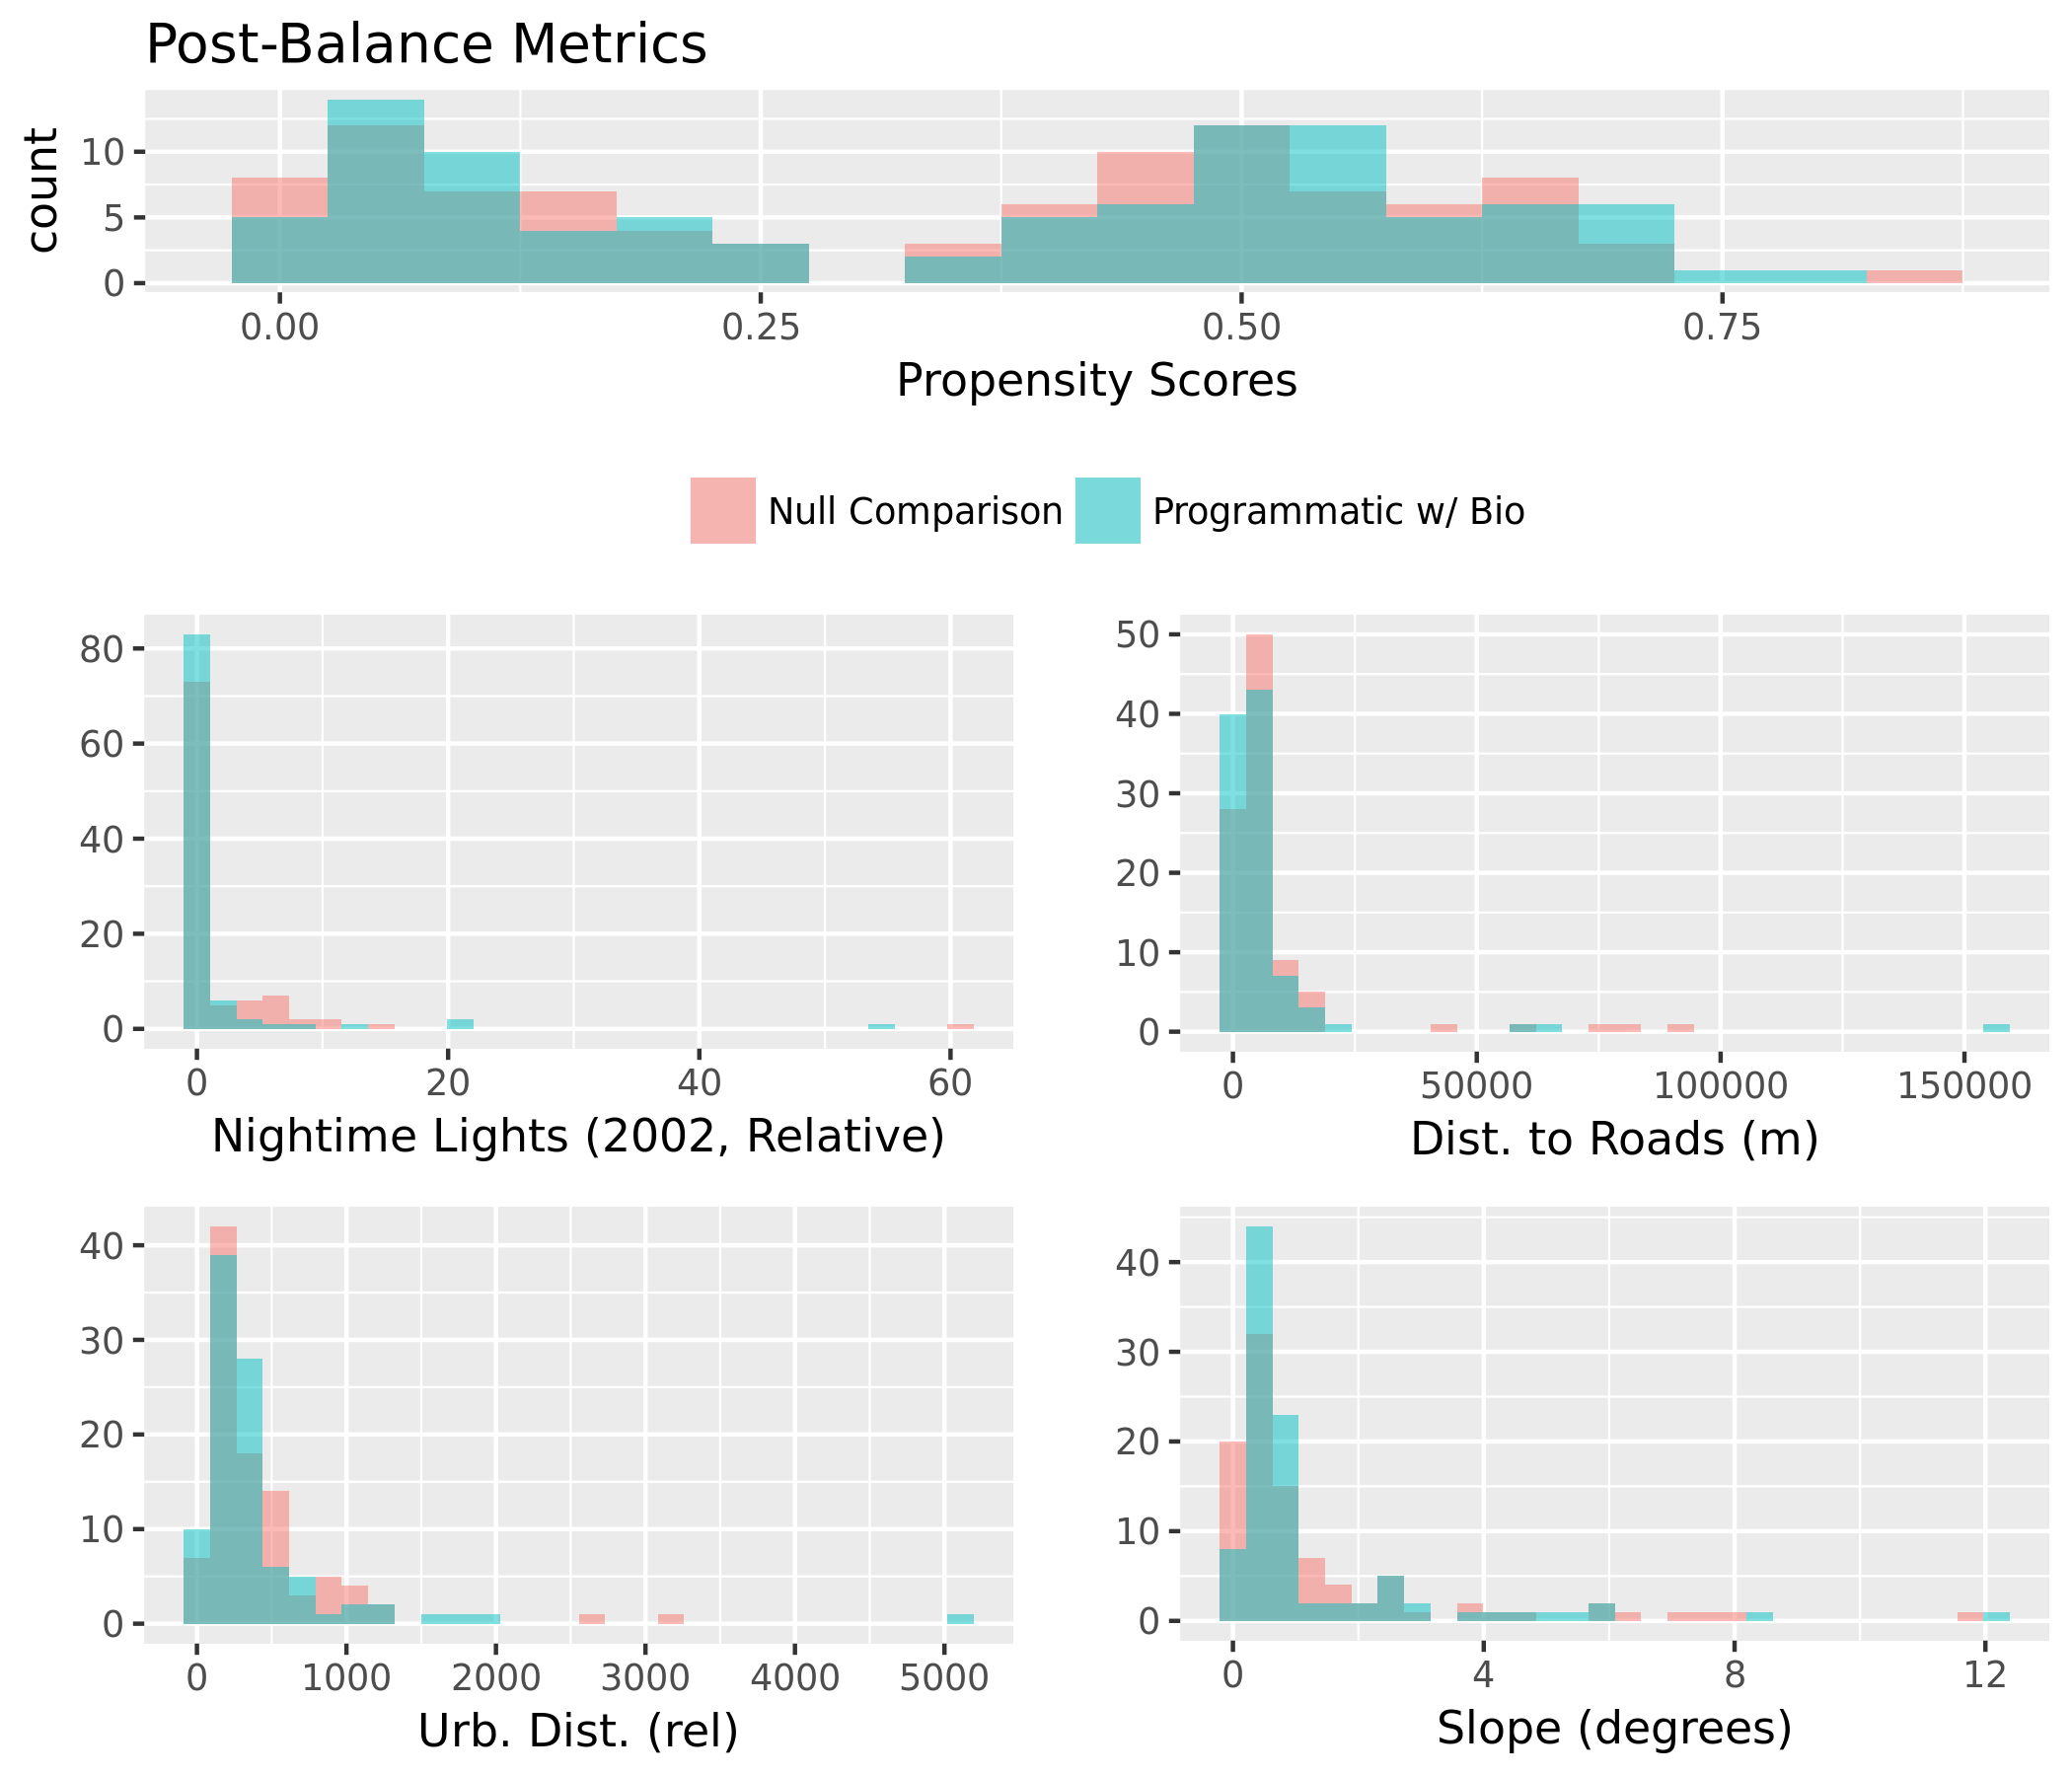 Post-Balance Metrics
count
10
5
0
0.00 0.25 0.50 0.75
Propensity Scores
Null Comparison Programmatic w/ Bio
80
60
40
20
0
0 20 40 60
Nightime Lights (2002, Relative)
50
40
30
20
10
0
0 50000 100000 150000
Dist. to Roads (m)
40
30
20
10
0
0 1000 2000 3000 4000 5000
Urb. Dist. (rel)
40
30
20
10
0
0 4 8 12
Slope (degrees)